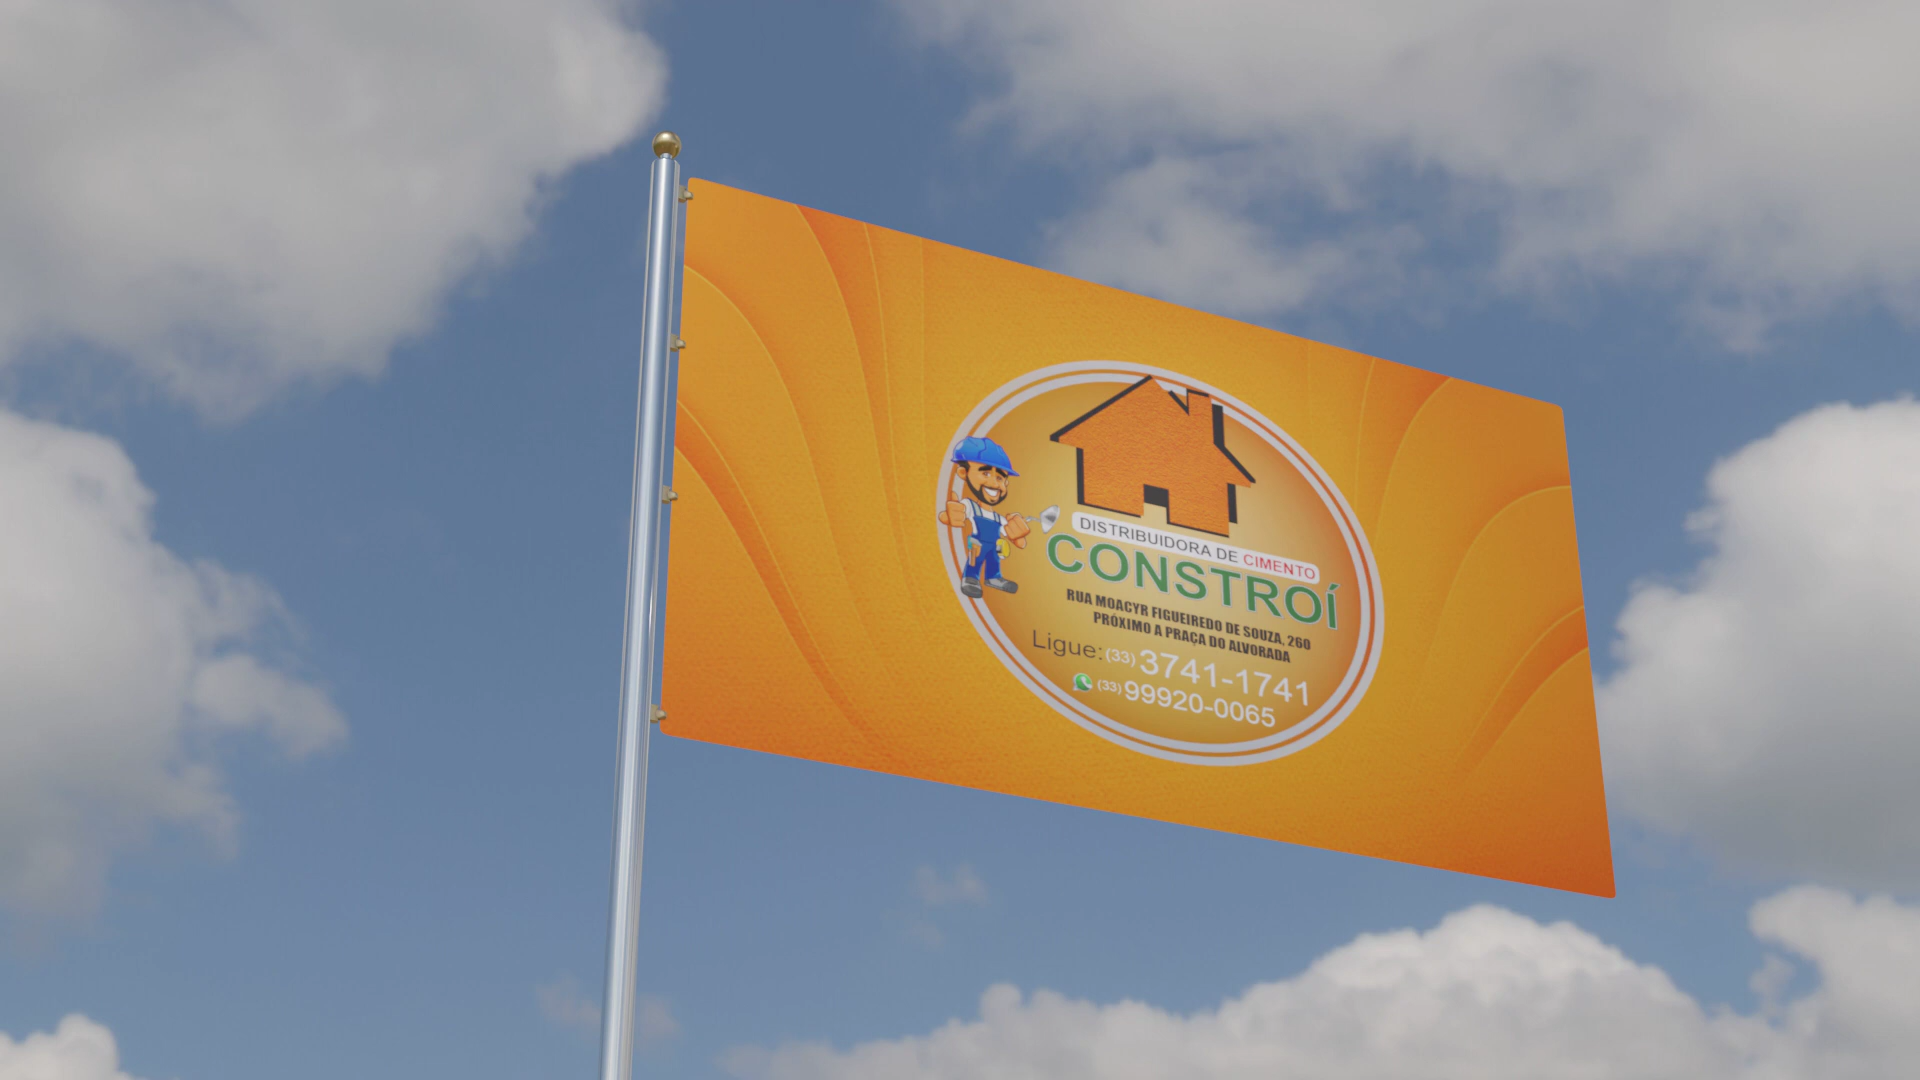 DISTRIBUIDORA DE CIMENTO
CONSTROÍ
RUA MOACYR FIGUEIREDO DE SOUZA, 260
PRÓXIMO A PRAÇA DO ALVORADA
Ligue: (33) 3741-1741
(33) 99920-0065